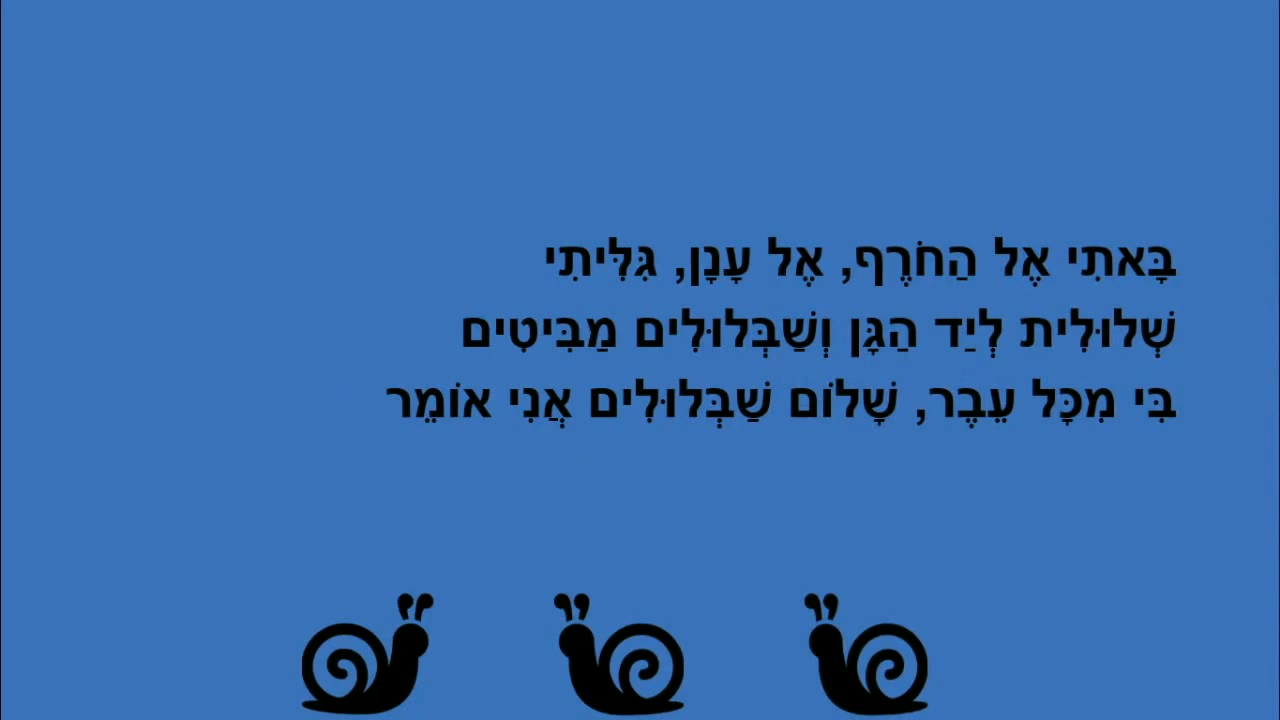 בָּאתִי אֶל הַחֹרֶף, אֶל עָנָן, גִּלִּיתִי
שְׁלוּלִית לְיַד הַגָּן וְשַׁבְּלוּלִים מַבִּיטִים
בִּי מִכָּל עֵבֶר, שָׁלוֹם שַׁבְּלוּלִים אֲנִי אוֹמֵר